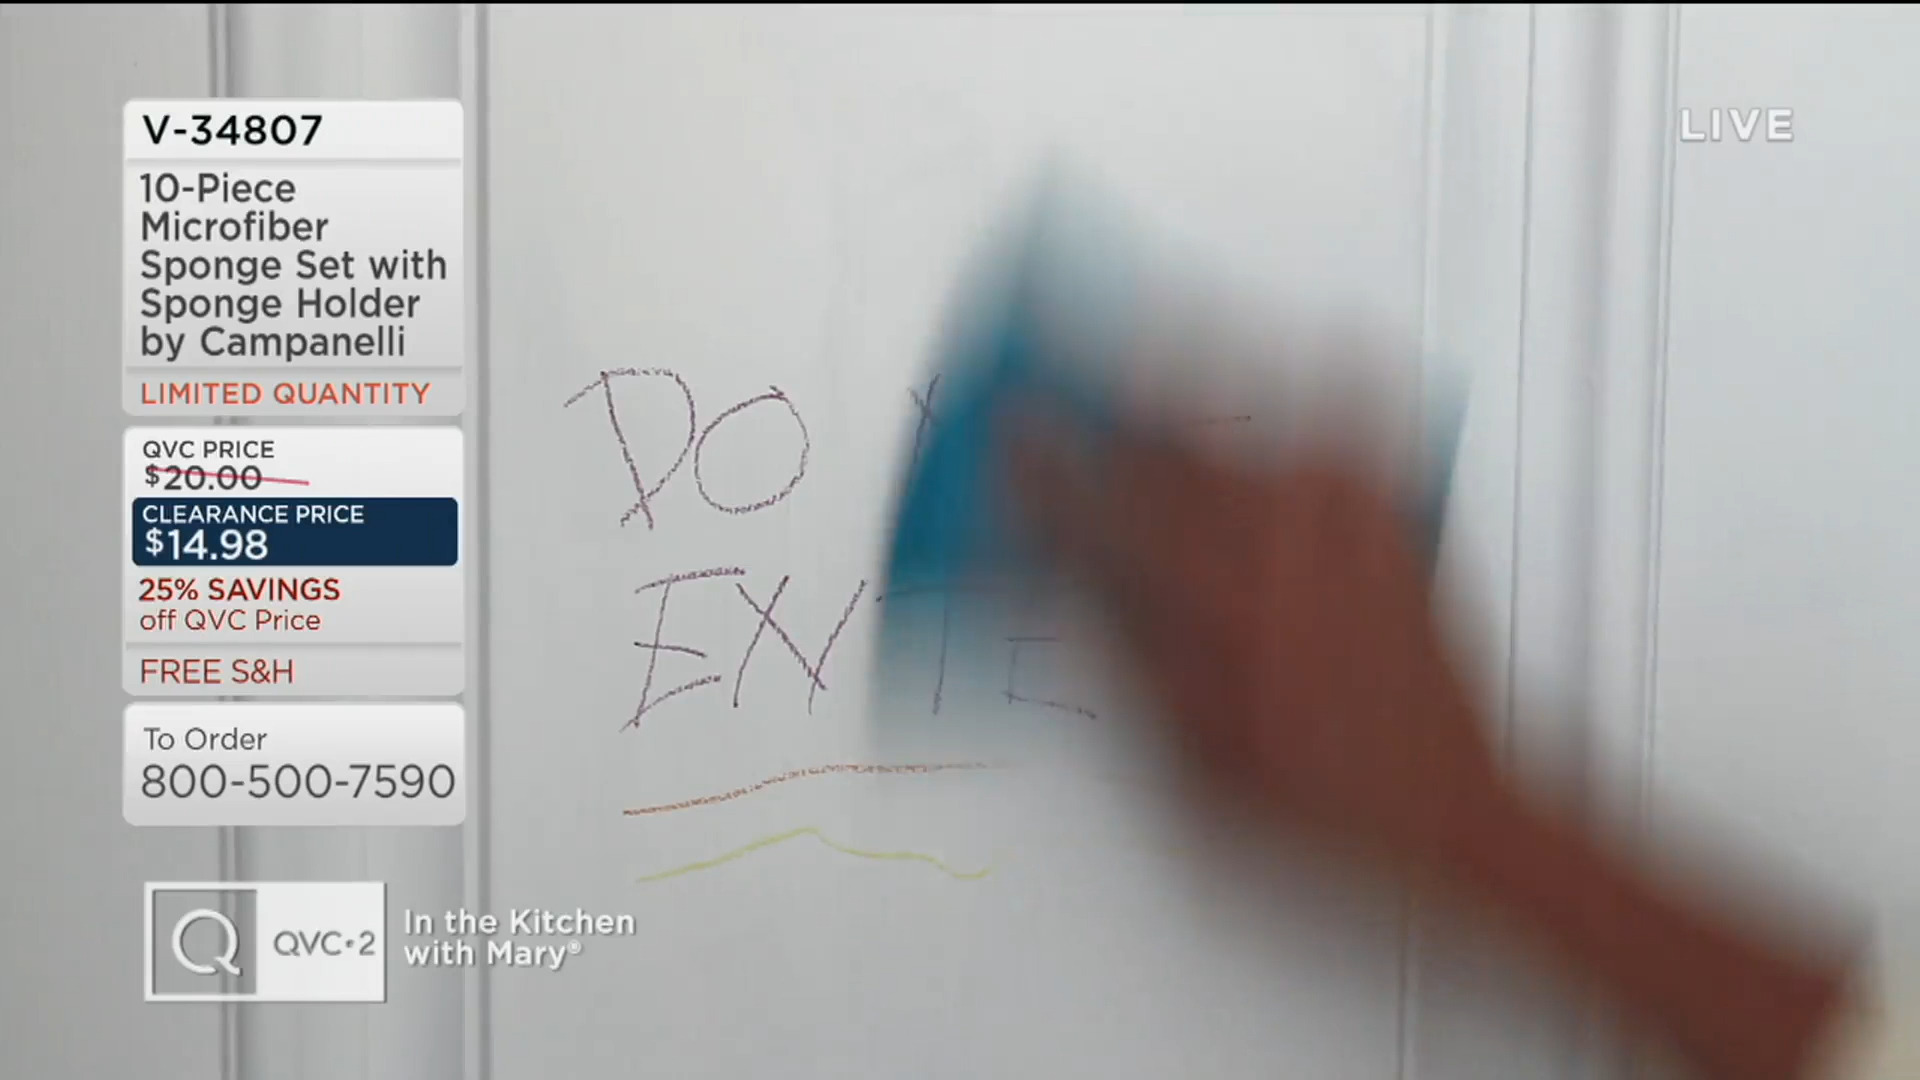 V-34807
10-Piece
Microfiber
Sponge Set with
Sponge Holder
by Campanelli
LIMITED QUANTITY
QVC PRICE
$20.00
CLEARANCE PRICE
$14.98
25% SAVINGS
off QVC Price
FREE S&H
To Order
800-500-7590
Q QVC•2
In the Kitchen
with Mary®
LIVE
DO